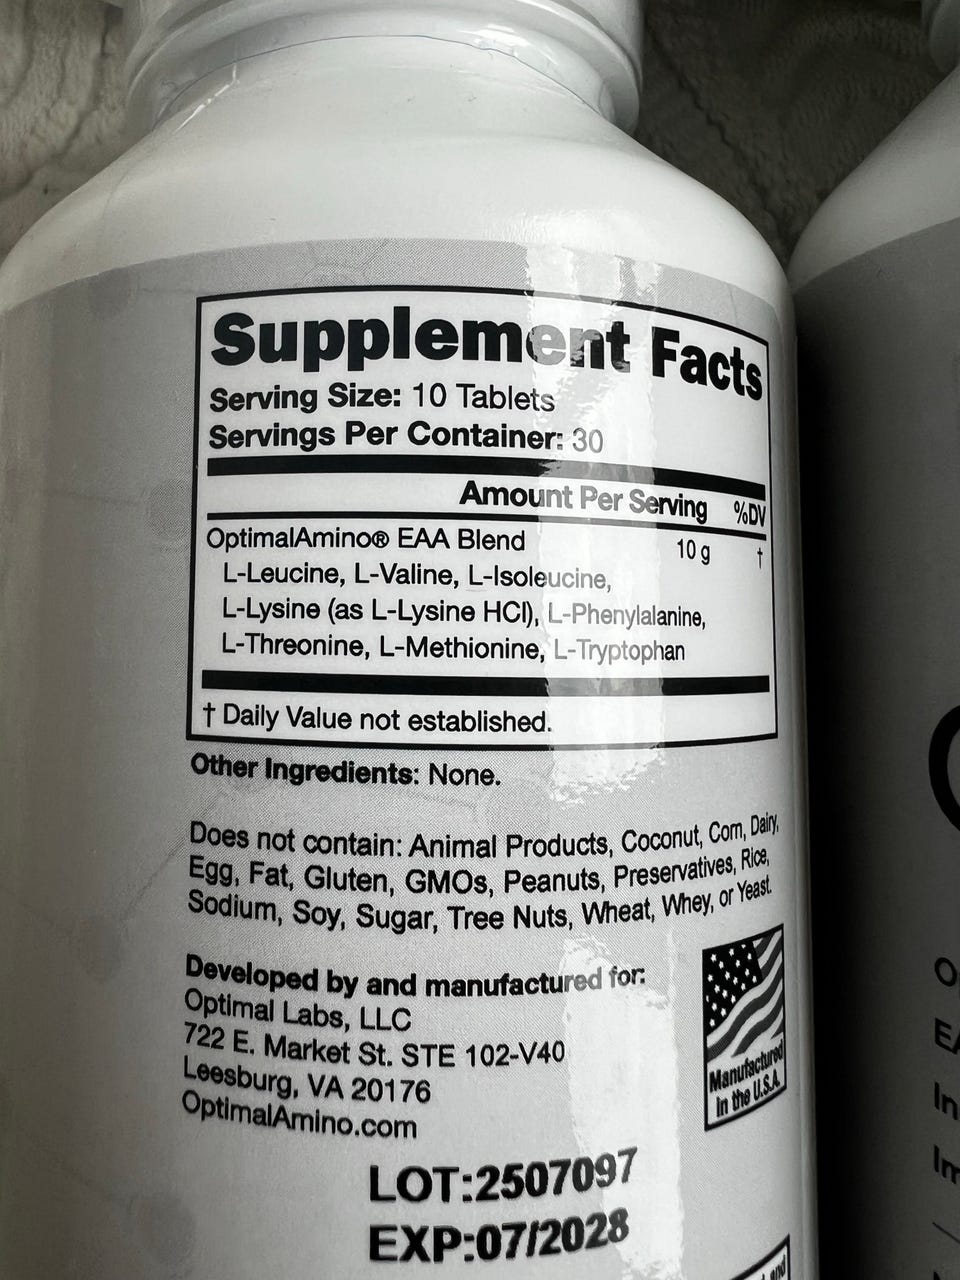 Supplement Facts
Serving Size: 10 Tablets
Servings Per Container: 30
Amount Per Serving %DV
OptimalAmino® EAA Blend 10 g †
L-Leucine, L-Valine, L-Isoleucine,
L-Lysine (as L-Lysine HCl), L-Phenylalanine,
L-Threonine, L-Methionine, L-Tryptophan
† Daily Value not established.
Other Ingredients: None.
Does not contain: Animal Products, Coconut, Corn, Dairy,
Egg, Fat, Gluten, GMOs, Peanuts, Preservatives, Rice,
Sodium, Soy, Sugar, Tree Nuts, Wheat, Whey, or Yeast.
Developed by and manufactured for:
Optimal Labs, LLC
722 E. Market St. STE 102-V40
Leesburg, VA 20176
OptimalAmino.com
Manufactured
in the U.S.A.
LOT:2507097
EXP:07/2028